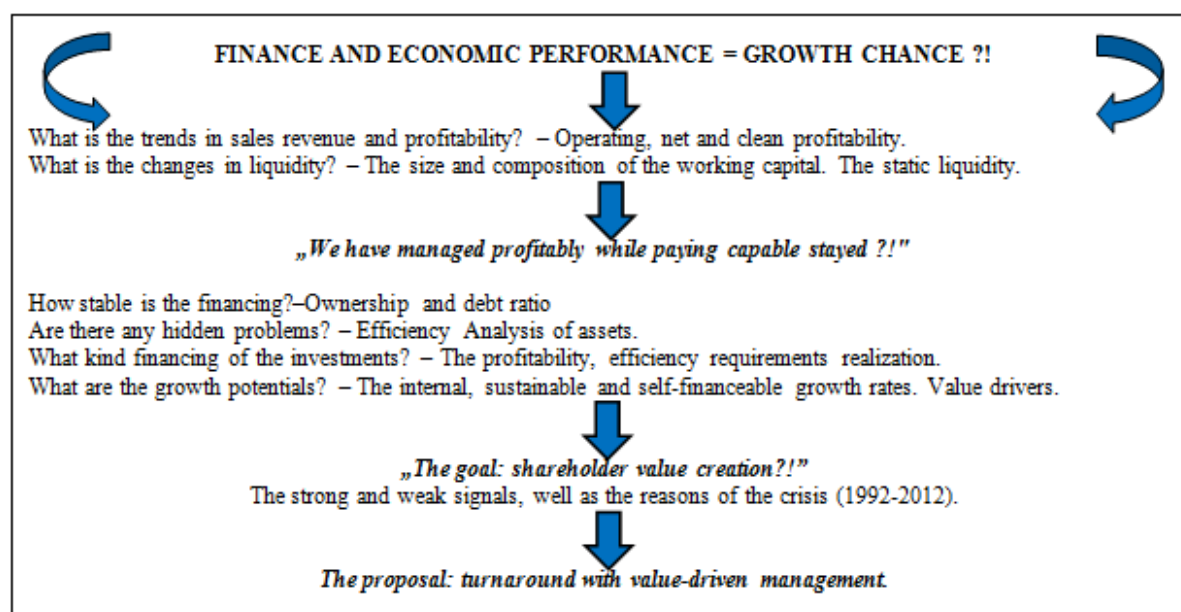 FINANCE AND ECONOMIC PERFORMANCE = GROWTH CHANCE ?!
What is the trends in sales revenue and profitability? – Operating, net and clean profitability.
What is the changes in liquidity? – The size and composition of the working capital. The static liquidity.
„We have managed profitably while paying capable stayed ?!"
How stable is the financing?–Ownership and debt ratio
Are there any hidden problems? – Efficiency Analysis of assets.
What kind financing of the investments? – The profitability, efficiency requirements realization.
What are the growth potentials? – The internal, sustainable and self-financeable growth rates. Value drivers.
„The goal: shareholder value creation?!”
The strong and weak signals, well as the reasons of the crisis (1992-2012).
The proposal: turnaround with value-driven management.